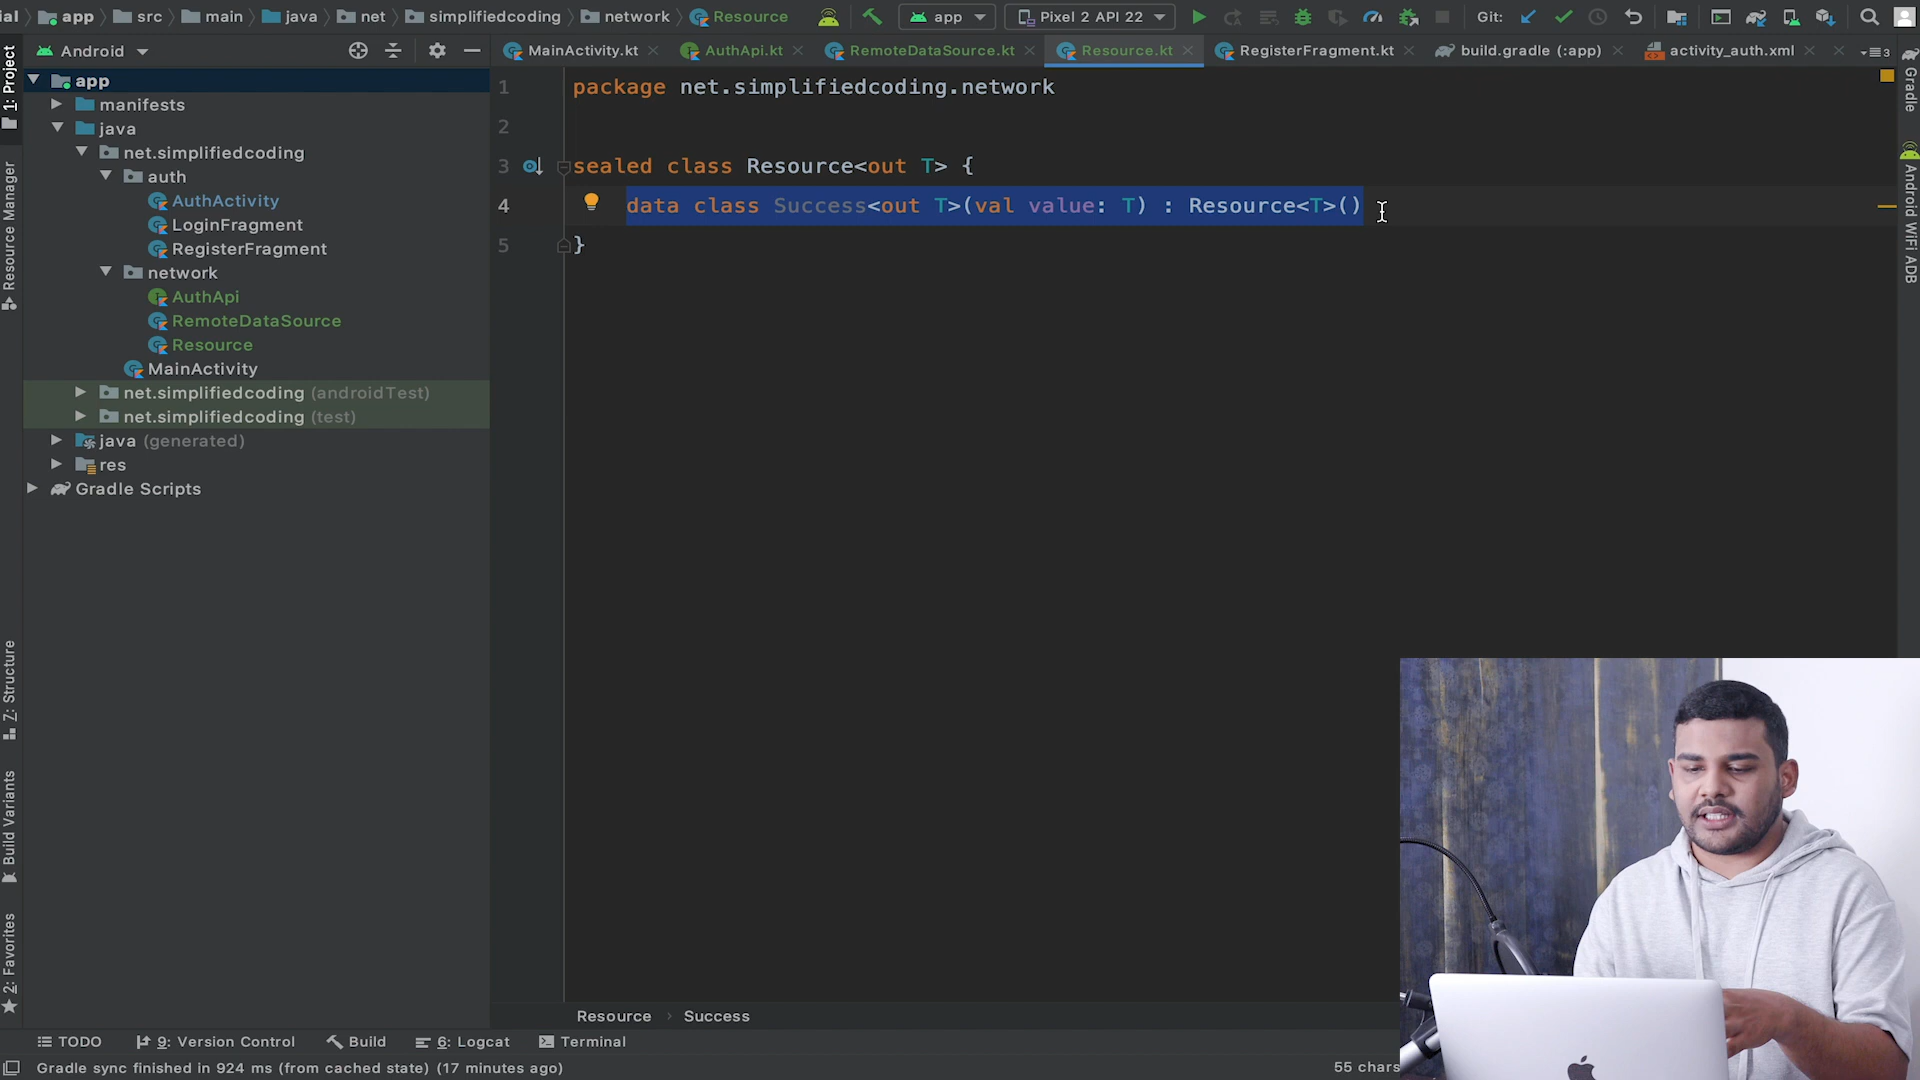 ial › app › src › main › java › net › simplifiedcoding › network › Resource
app
Pixel 2 API 22
Git:
Android
MainActivity.kt
AuthApi.kt
RemoteDataSource.kt
Resource.kt
RegisterFragment.kt
build.gradle (:app)
activity_auth.xml
3
1: Project
Resource Manager
Z: Structure
Build Variants
2: Favorites
app
manifests
java
net.simplifiedcoding
auth
AuthActivity
LoginFragment
RegisterFragment
network
AuthApi
RemoteDataSource
Resource
MainActivity
net.simplifiedcoding (androidTest)
net.simplifiedcoding (test)
java (generated)
res
Gradle Scripts
1 package net.simplifiedcoding.network
2
3 sealed class Resource<out T> {
4 data class Success<out T>(val value: T) : Resource<T>()
5 }
Gradle
Android WiFi ADB
Resource › Success
TODO
9: Version Control
Build
6: Logcat
Terminal
Gradle sync finished in 924 ms (from cached state) (17 minutes ago)
55 chars